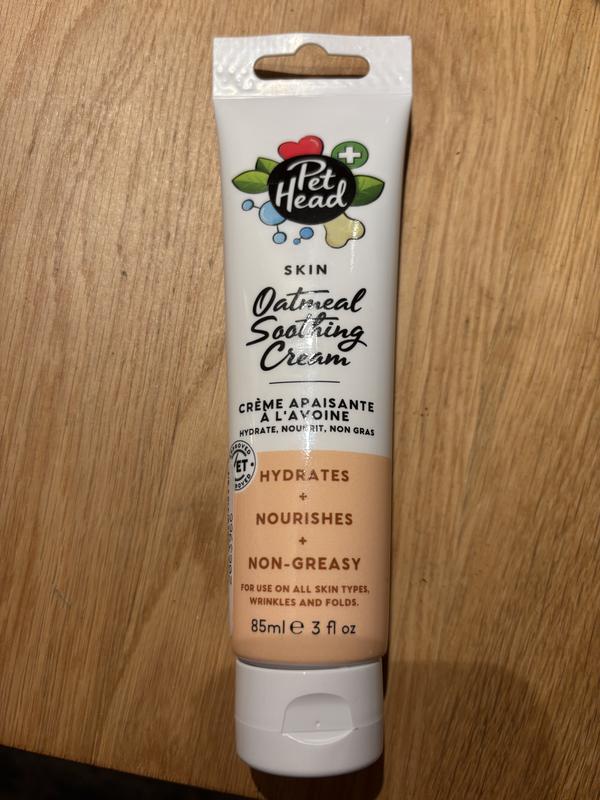 Pet
Head
SKIN
Oatmeal
Soothing
Cream
CRÈME APAISANTE
À L'AVOINE
HYDRATE, NOURRIT, NON GRAS
HYDRATES
+
NOURISHES
+
NON-GREASY
FOR USE ON ALL SKIN TYPES,
WRINKLES AND FOLDS.
85ml ℮ 3 fl oz